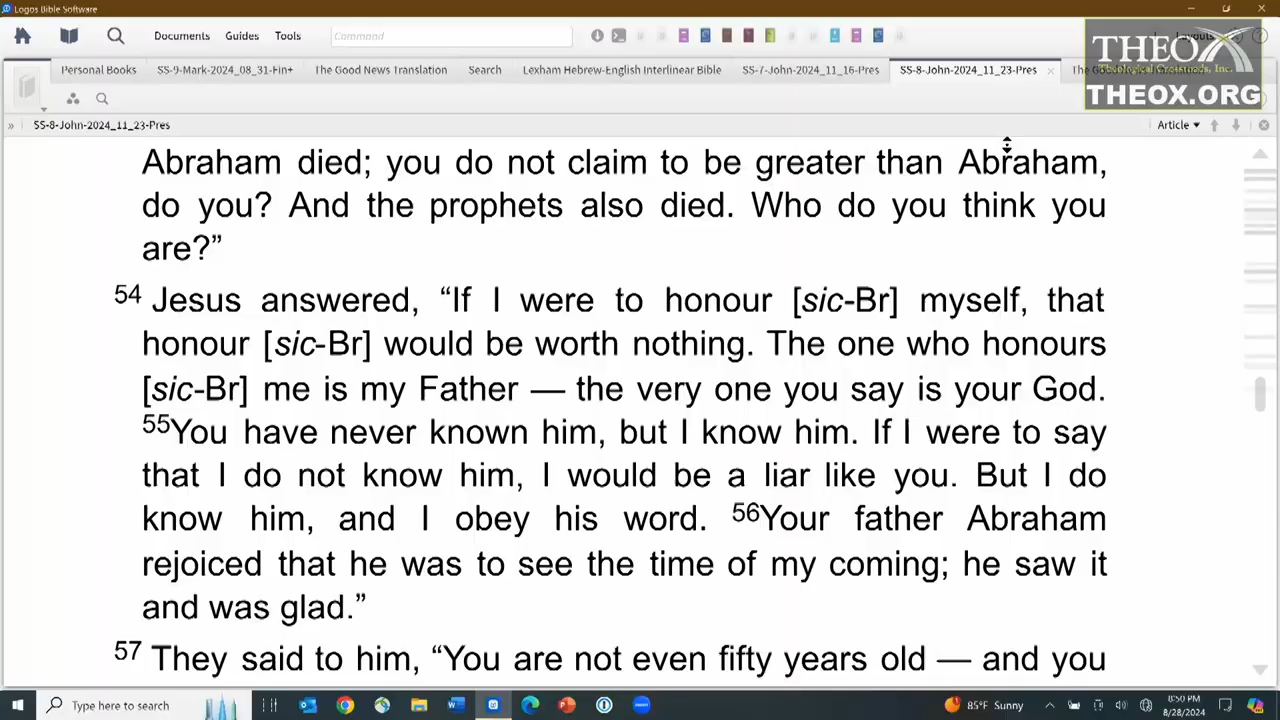 Logos Bible Software
Documents Guides Tools Command
THEOX
Theological Crossroads, Inc.
THEOX.ORG
Personal Books SS-9-Mark-2024_08_31-Fin+ The Good News Translation Search Lexham Hebrew-English Interlinear Bible SS-7-John-2024_11_16-Pres SS-8-John-2024_11_23-Pres
SS-8-John-2024_11_23-Pres Article
Abraham died; you do not claim to be greater than Abraham,
do you? And the prophets also died. Who do you think you
are?”
54 Jesus answered, “If I were to honour [sic-Br] myself, that
honour [sic-Br] would be worth nothing. The one who honours
[sic-Br] me is my Father — the very one you say is your God.
55You have never known him, but I know him. If I were to say
that I do not know him, I would be a liar like you. But I do
know him, and I obey his word. 56Your father Abraham
rejoiced that he was to see the time of my coming; he saw it
and was glad.”
57 They said to him, “You are not even fifty years old — and you
Type here to search 85°F Sunny 8:50 PM
8/28/2024